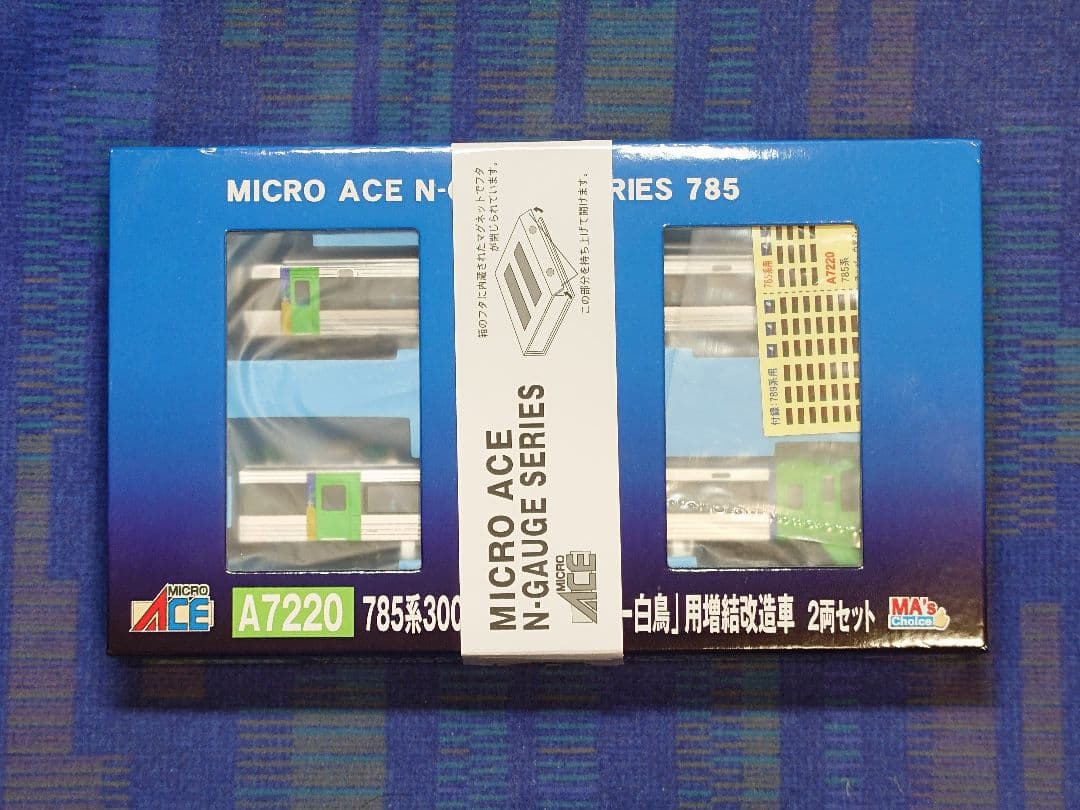 MICRO ACE N-G
RIES 785
箱のフタに内蔵されたマグネットでフタ
が閉じられています。
この部分を持ち上げて開けます。
785系用
A7220
785系
付録:789系用
MICRO ACE
N-GAUGE SERIES
MICRO
ACE
MICRO
ACE
A7220
785系300
ー白鳥」用増結改造車 2両セット
MA's
Choice